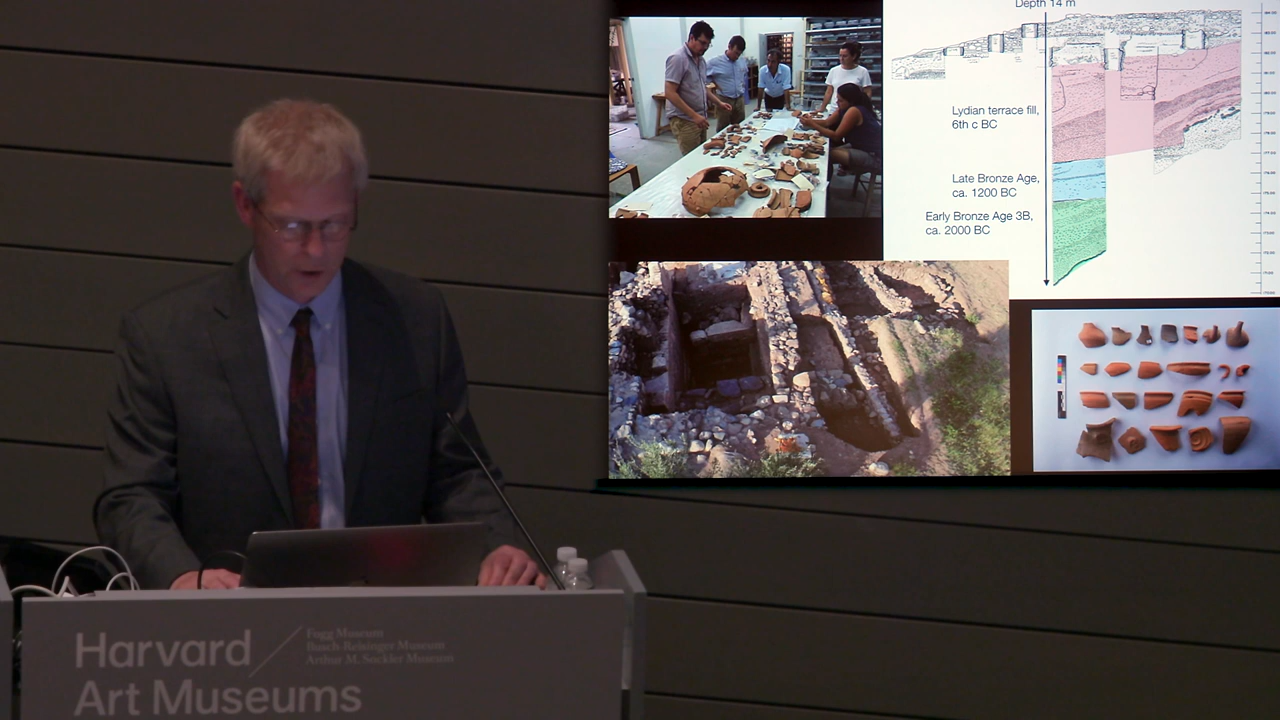 Depth 14 m
Lydian terrace fill,
6th c BC
Late Bronze Age,
ca. 1200 BC
Early Bronze Age 3B,
ca. 2000 BC
Harvard
Art Museums
Fogg Museum
Busch-Reisinger Museum
Arthur M. Sackler Museum